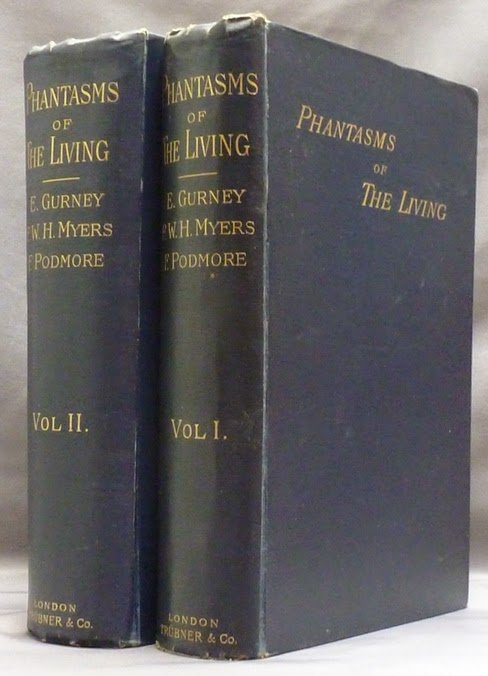 PHANTASMS
OF
THE LIVING
E. GURNEY
F. W. H. MYERS
F. PODMORE
VOL II.
LONDON
TRÜBNER & Co.
PHANTASMS
OF
THE LIVING
E. GURNEY
F. W. H. MYERS
F. PODMORE
VOL I.
LONDON
TRÜBNER & Co.
PHANTASMS
OF
THE LIVING